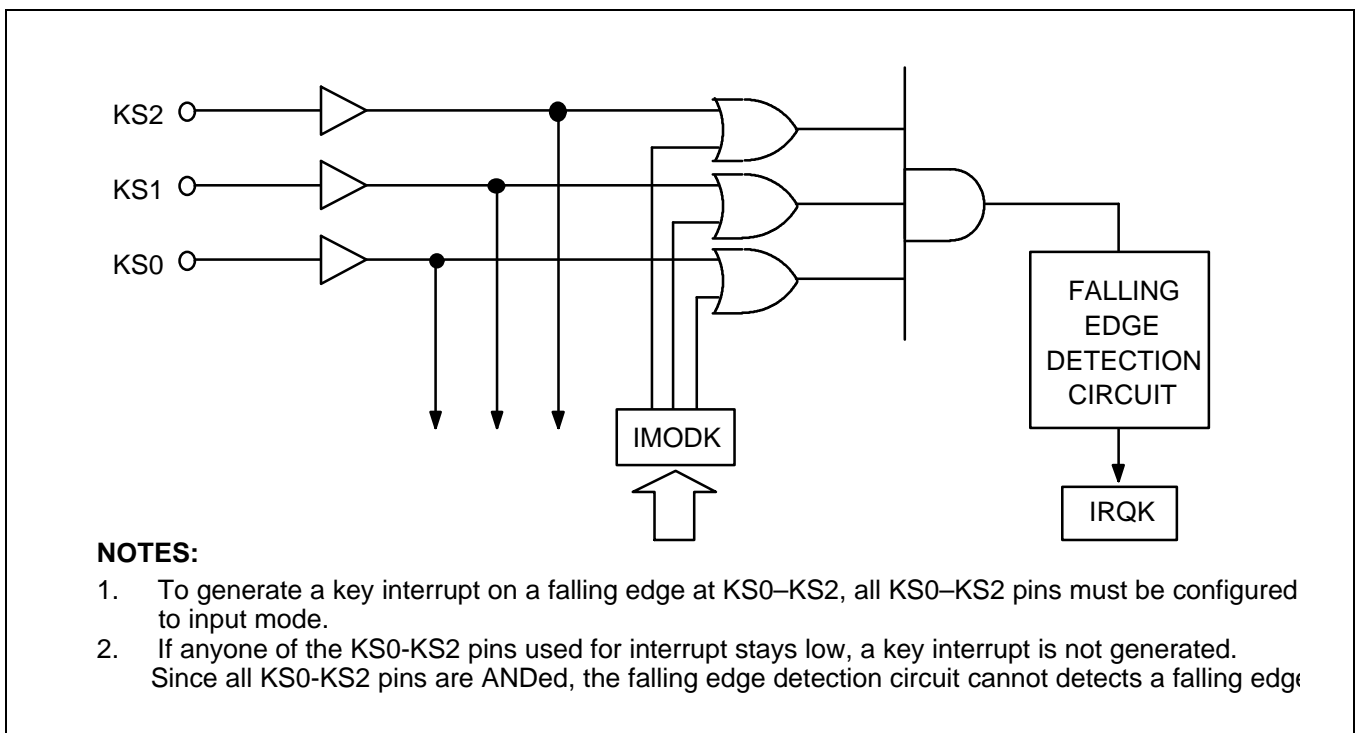 KS2
KS1
KS0
FALLING
EDGE
DETECTION
CIRCUIT
IMODK
IRQK
NOTES:
1. To generate a key interrupt on a falling edge at KS0–KS2, all KS0–KS2 pins must be configured
to input mode.
2. If anyone of the KS0-KS2 pins used for interrupt stays low, a key interrupt is not generated.
Since all KS0-KS2 pins are ANDed, the falling edge detection circuit cannot detects a falling edge